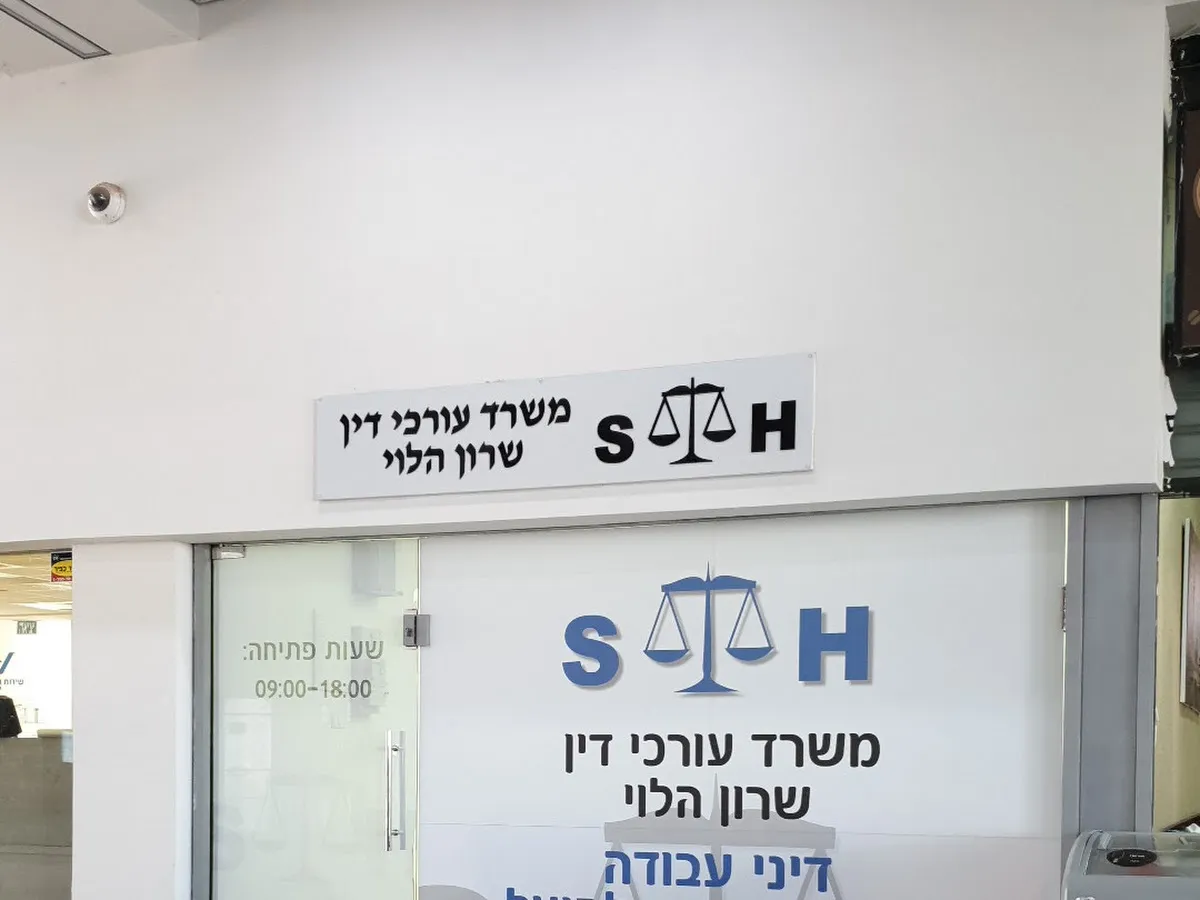 משרד עורכי דין
שרון הלוי
S H
שעות פתיחה:
09:00-18:00
S H
משרד עורכי דין
שרון הלוי
דיני עבודה